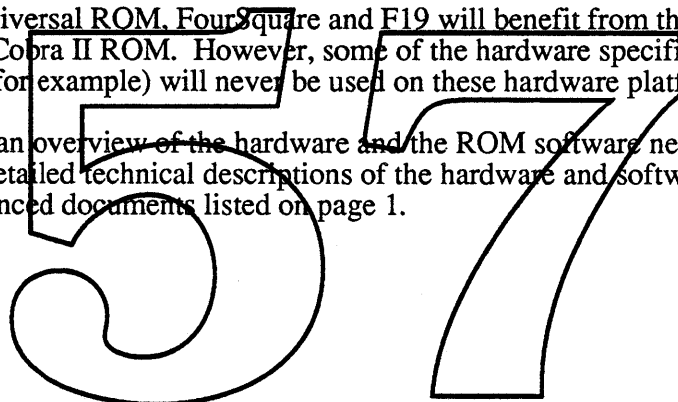 iversal ROM, FourSquare and F19 will benefit from th
Cobra II ROM. However, some of the hardware specifi
for example) will never be used on these hardware platf
an overview of the hardware and the ROM software ne
etailed technical descriptions of the hardware and softw
nced documents listed on page 1.
57